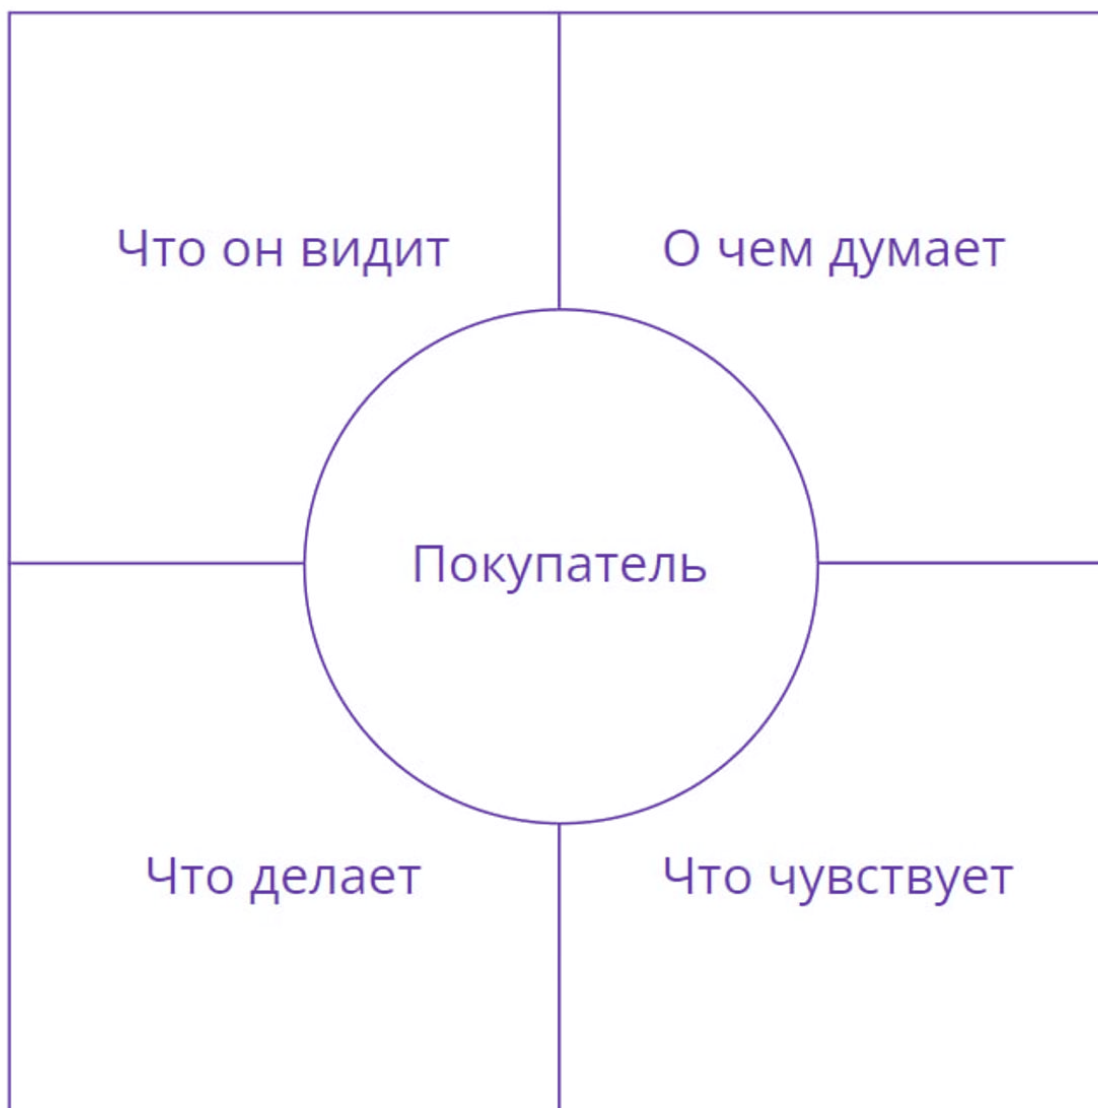 Что он видит
О чем думает
Покупатель
Что делает
Что чувствует